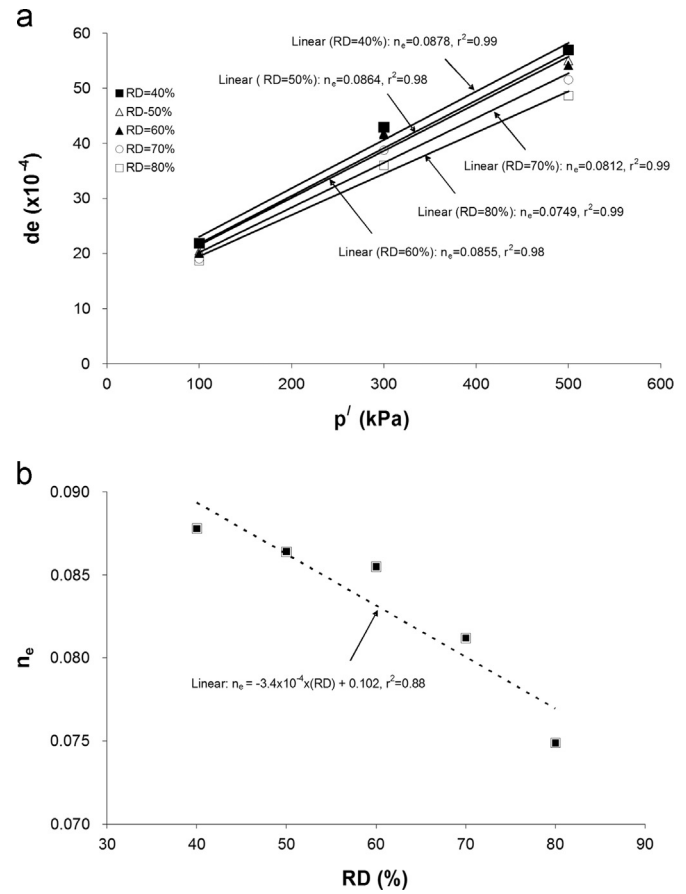 a
60
50
40
30
20
10
0
de (x10⁻⁴)
RD=40%
RD-50%
RD=60%
RD=70%
RD=80%
Linear (RD=40%): nₑ=0.0878, r²=0.99
Linear ( RD=50%): nₑ=0.0864, r²=0.98
Linear (RD=70%): nₑ=0.0812, r²=0.99
Linear (RD=80%): nₑ=0.0749, r²=0.99
Linear (RD=60%): nₑ=0.0855, r²=0.98
0 100 200 300 400 500 600
p′ (kPa)
b
0.090
0.085
0.080
0.075
0.070
nₑ
Linear: nₑ = -3.4x10⁻⁴x(RD) + 0.102, r²=0.88
30 40 50 60 70 80 90
RD (%)